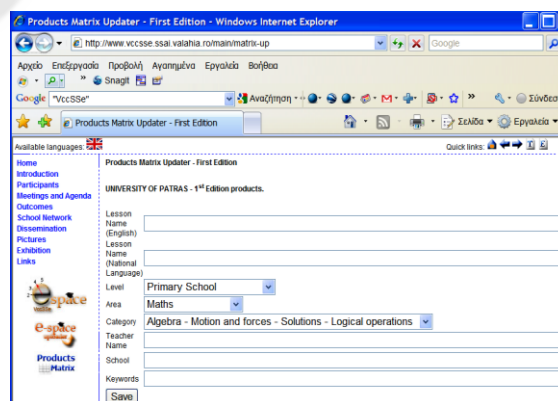 Products Matrix Updater - First Edition - Windows Internet Explorer
http://www.vccsse.ssai.valahia.ro/main/matrix-up
Google
Αρχείο Επεξεργασία Προβολή Αγαπημένα Εργαλεία Βοήθεια
» Snagit
Google "VccSSe" Αναζήτηση » Σύνδεσ
Products Matrix Updater - First Edition Σελίδα Εργαλεία
Available languages: Quick links:
Home
Introduction
Participants
Meetings and Agenda
Outcomes
School Network
Dissemination
Pictures
Exhibition
Links
e-space
e-space
Products
Matrix
Products Matrix Updater - First Edition
UNIVERSITY OF PATRAS - 1st Edition products.
Lesson
Name
(English)
Lesson
Name
(National
Language)
Level Primary School
Area Maths
Category Algebra - Motion and forces - Solutions - Logical operations
Teacher
Name
School
Keywords
Save